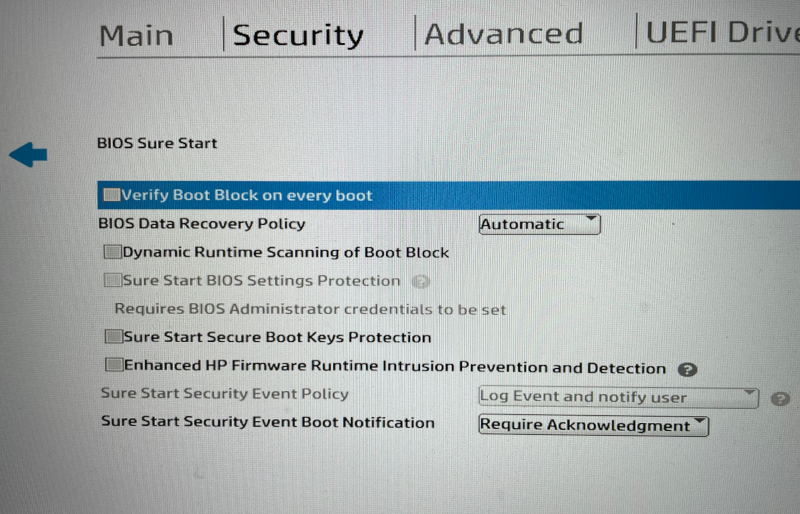 Main Security Advanced UEFI Drive
BIOS Sure Start
Verify Boot Block on every boot
BIOS Data Recovery Policy Automatic
Dynamic Runtime Scanning of Boot Block
Sure Start BIOS Settings Protection ?
Requires BIOS Administrator credentials to be set
Sure Start Secure Boot Keys Protection
Enhanced HP Firmware Runtime Intrusion Prevention and Detection ?
Sure Start Security Event Policy Log Event and notify user ?
Sure Start Security Event Boot Notification Require Acknowledgment